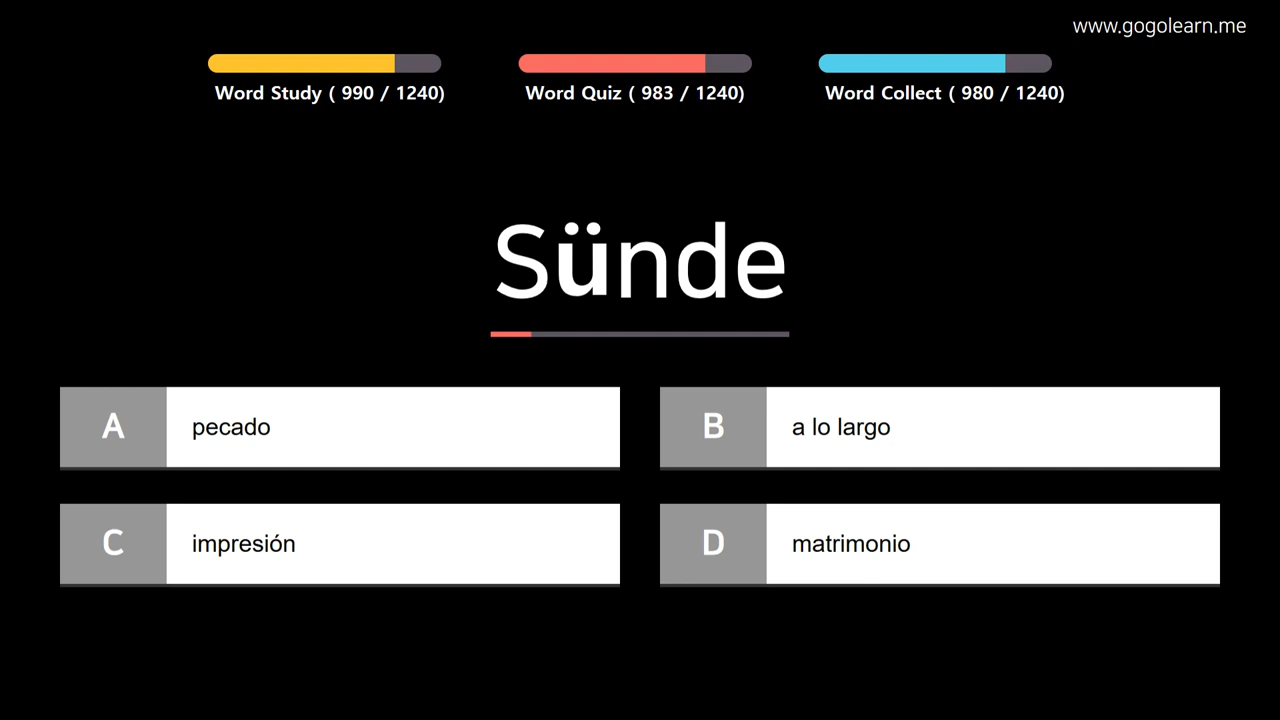 www.gogolearn.me
Word Study ( 990 / 1240)
Word Quiz ( 983 / 1240)
Word Collect ( 980 / 1240)
Sünde
A
pecado
B
a lo largo
C
impresión
D
matrimonio